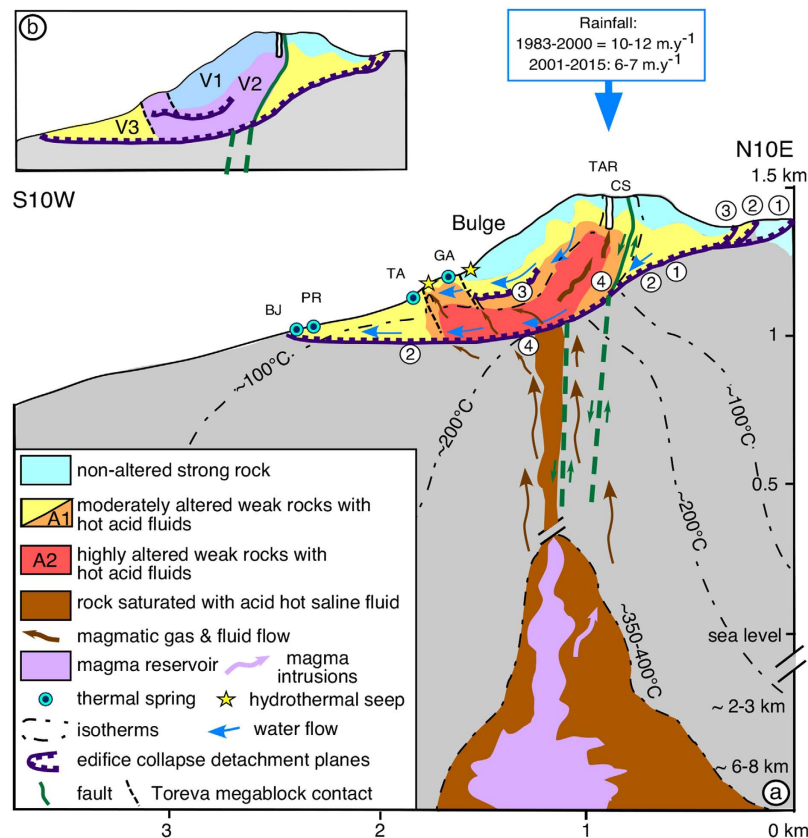 b
V1
V2
V3
Rainfall:
1983-2000 = 10-12 m.y⁻¹
2001-2015: 6-7 m.y⁻¹
S10W
N10E
1.5 km
TAR
CS
Bulge
3
2
1
GA
TA
3
4
2
1
PR
BJ
1
2
4
~100°C
~200°C
~100°C
~200°C
0.5
non-altered strong rock
A1
moderately altered weak rocks with
hot acid fluids
A2
highly altered weak rocks with
hot acid fluids
rock saturated with acid hot saline fluid
magmatic gas & fluid flow
magma reservoir
magma
intrusions
thermal spring
hydrothermal seep
isotherms
water flow
edifice collapse detachment planes
fault
Toreva megablock contact
~350-400°C
sea level
~ 2-3 km
~ 6-8 km
a
3
2
1
0 km